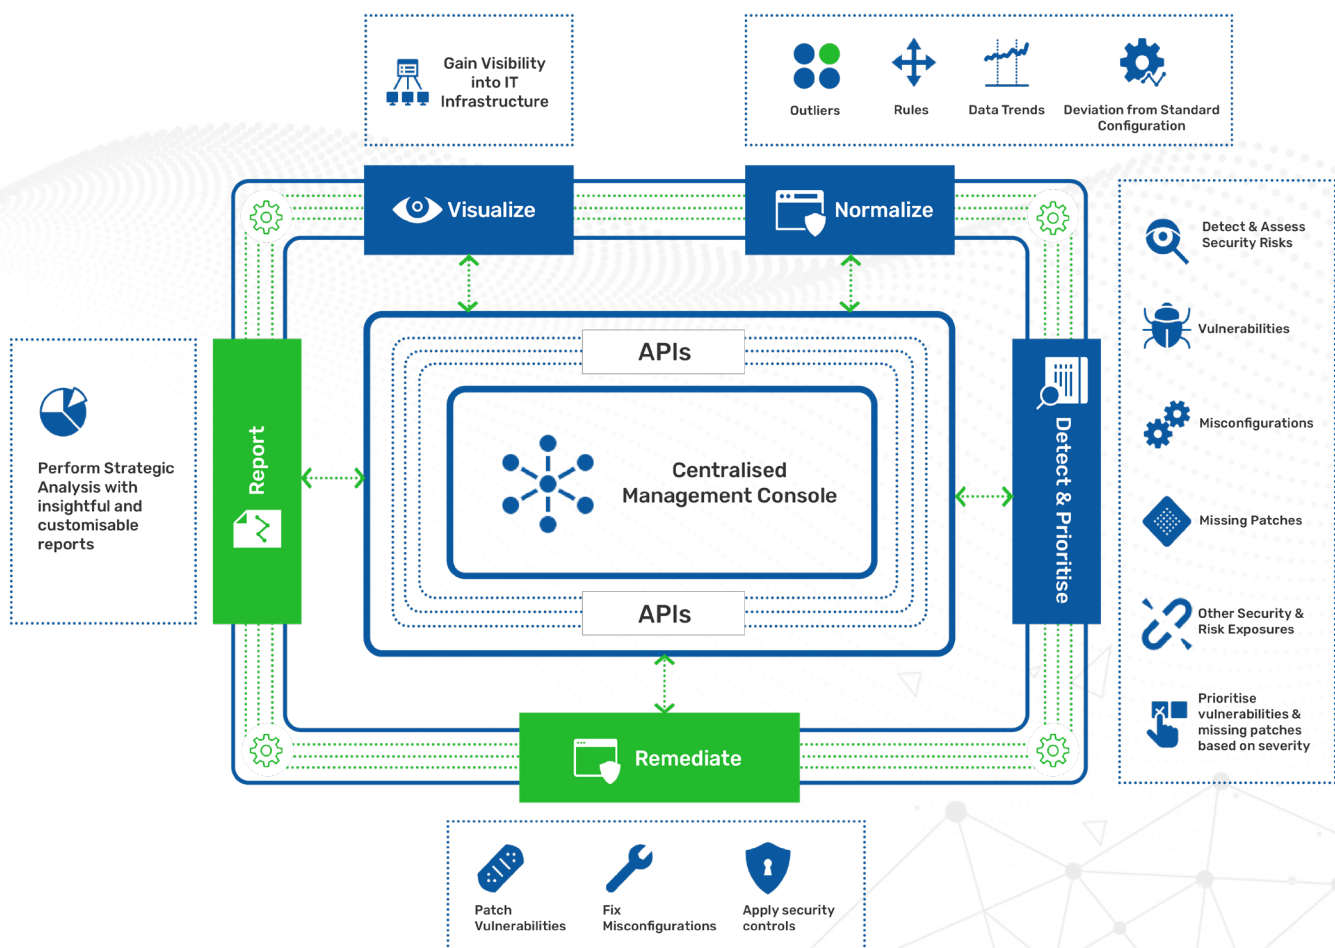 Gain Visibility
into IT
Infrastructure
Outliers
Rules
Data Trends
Deviation from Standard
Configuration
Visualize
Normalize
Detect & Assess
Security Risks
Vulnerabilities
Misconfigurations
Missing Patches
Other Security &
Risk Exposures
Prioritise
vulnerabilities &
missing patches
based on severity
Detect & Prioritise
APIs
Centralised
Management Console
APIs
Report
Perform Strategic
Analysis with
insightful and
customisable
reports
Remediate
Patch
Vulnerabilities
Fix
Misconfigurations
Apply security
controls